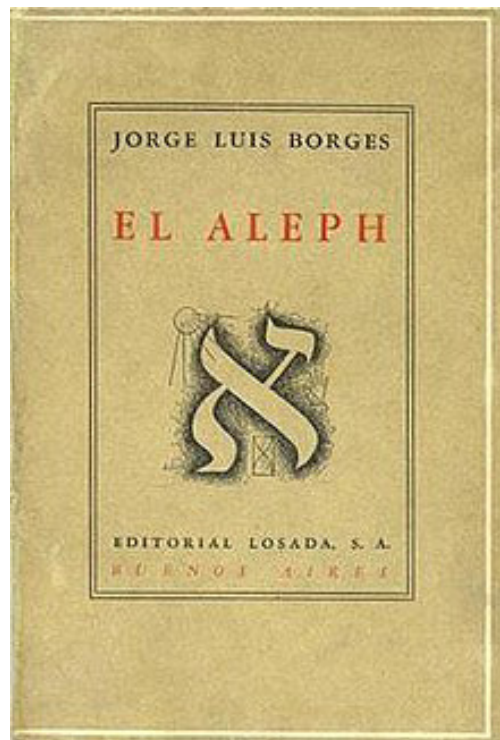 JORGE LUIS BORGES
EL ALEPH
א
EDITORIAL LOSADA, S. A.
BUENOS AIRES